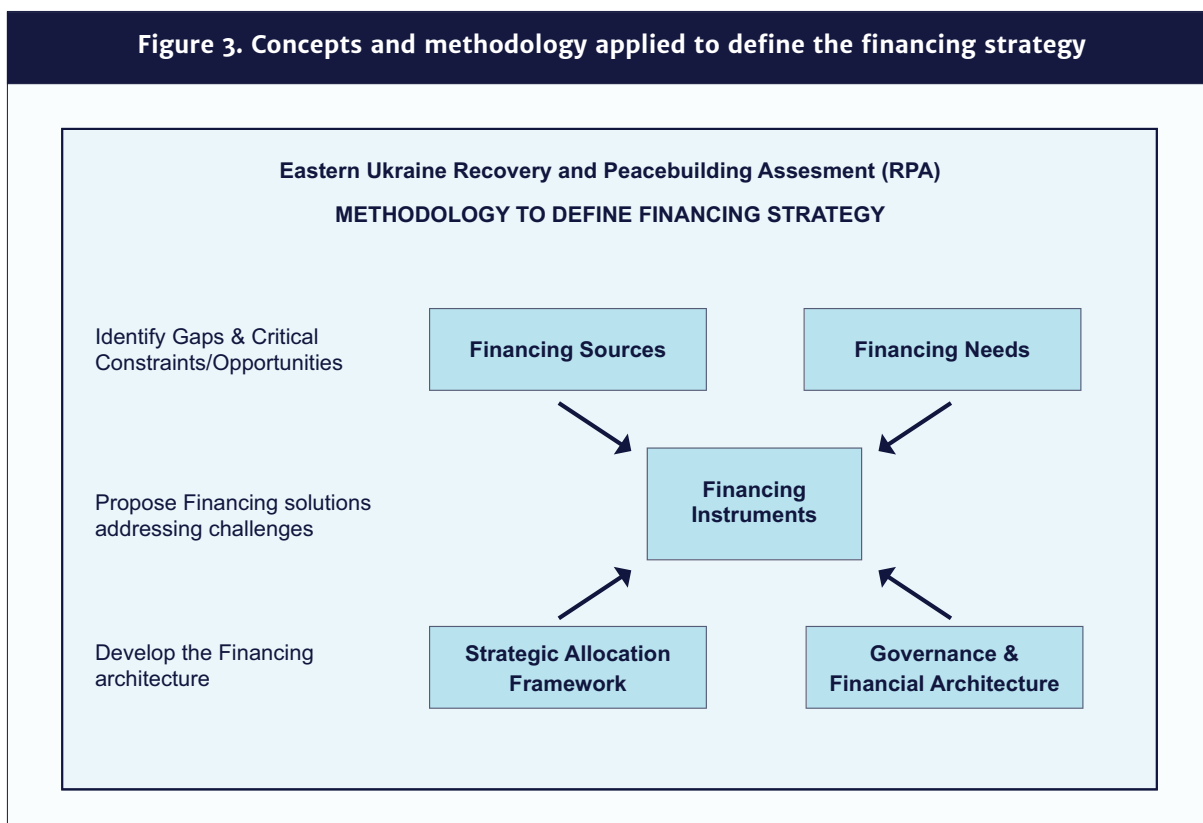 Figure 3. Concepts and methodology applied to define the financing strategy
Eastern Ukraine Recovery and Peacebuilding Assesment (RPA)
METHODOLOGY TO DEFINE FINANCING STRATEGY
Identify Gaps & Critical
Constraints/Opportunities
Financing Sources
Financing Needs
Propose Financing solutions
addressing challenges
Financing
Instruments
Develop the Financing
architecture
Strategic Allocation
Framework
Governance &
Financial Architecture